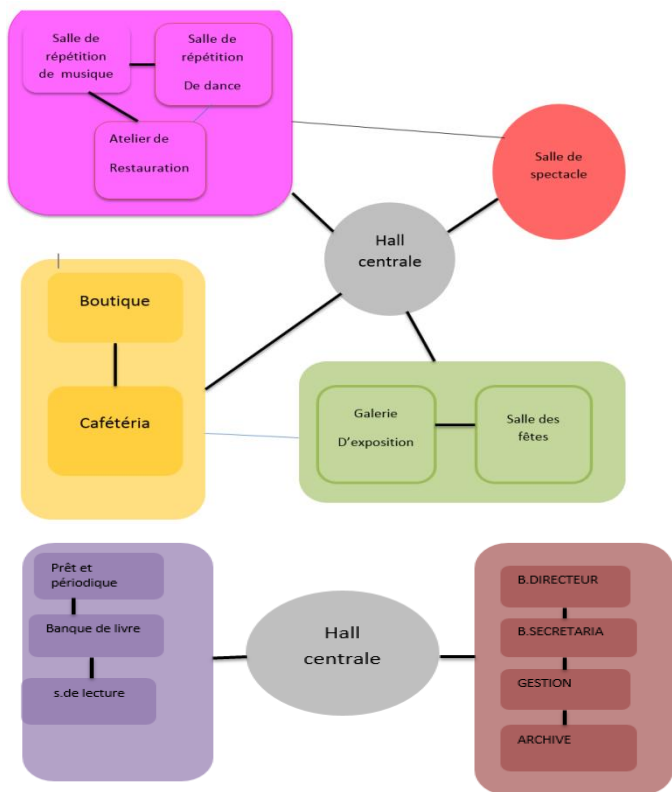 Salle de
répétition
de musique
Salle de
répétition
De dance
Atelier de
Restauration
Salle de
spectacle
Hall
centrale
Boutique
Cafétéria
Galerie
D'exposition
Salle des
fêtes
Prêt et
périodique
Banque de livre
s.de lecture
Hall
centrale
B.DIRECTEUR
B.SECRETARIA
GESTION
ARCHIVE